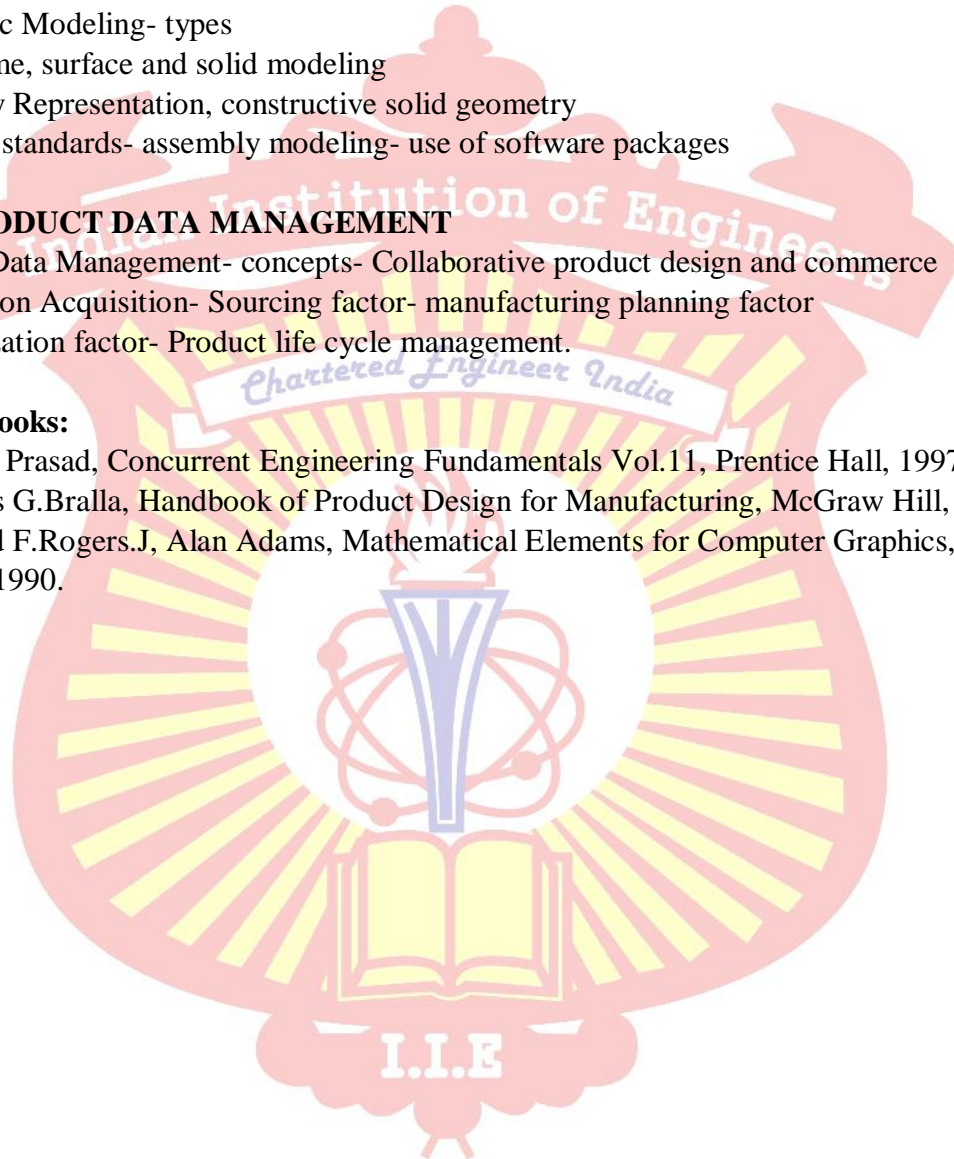 c Modeling- types
ne, surface and solid modeling
Representation, constructive solid geometry
standards- assembly modeling- use of software packages
ODUCT DATA MANAGEMENT
Data Management- concepts- Collaborative product design and commerce
on Acquisition- Sourcing factor- manufacturing planning factor
ation factor- Product life cycle management.
ooks:
Prasad, Concurrent Engineering Fundamentals Vol.11, Prentice Hall, 1997
s G.Bralla, Handbook of Product Design for Manufacturing, McGraw Hill,
F.Rogers.J, Alan Adams, Mathematical Elements for Computer Graphics,
1990.
Indian Institution of Engineers
Chartered Engineer India
I.I.E